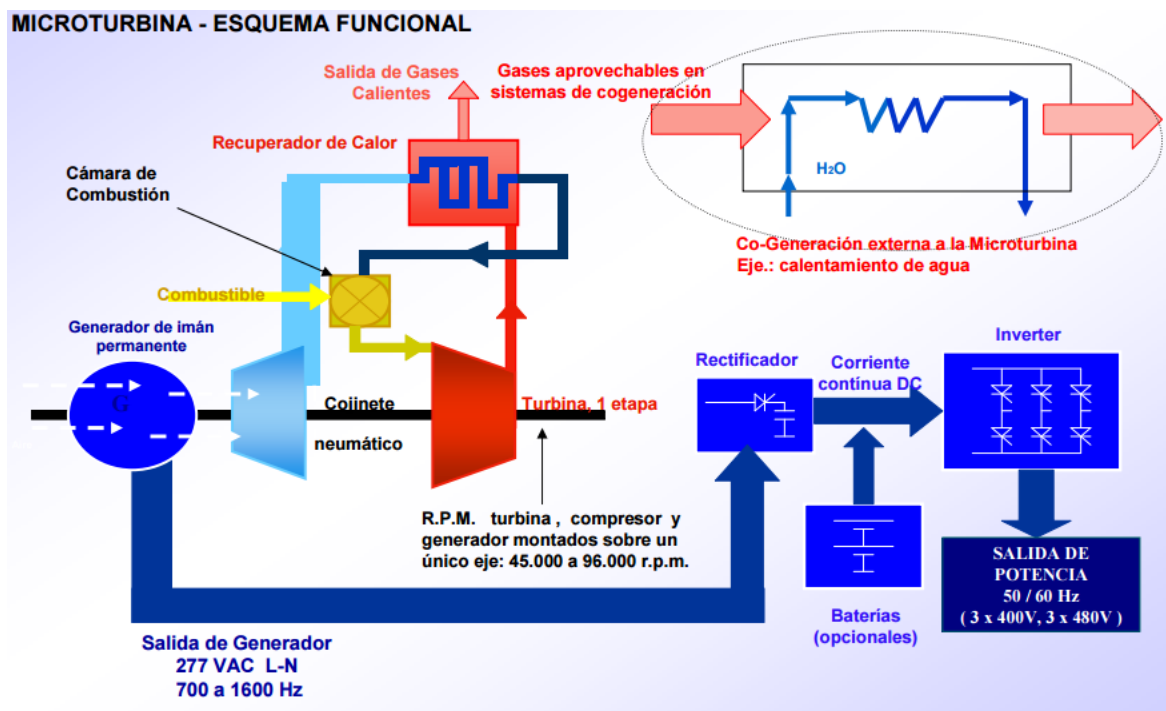 MICROTURBINA - ESQUEMA FUNCIONAL
Salida de Gases
Calientes
Gases aprovechables en
sistemas de cogeneración
Recuperador de Calor
Cámara de
Combustión
H2O
Co-Generación externa a la Microturbina
Eje.: calentamiento de agua
Combustible
Generador de imán
permanente
G
Cojinete
neumático
Turbina, 1 etapa
Rectificador
Corriente
continua DC
Inverter
R.P.M. turbina , compresor y
generador montados sobre un
único eje: 45.000 a 96.000 r.p.m.
Baterías
(opcionales)
SALIDA DE
POTENCIA
50 / 60 Hz
( 3 x 400V, 3 x 480V )
Salida de Generador
277 VAC L-N
700 a 1600 Hz